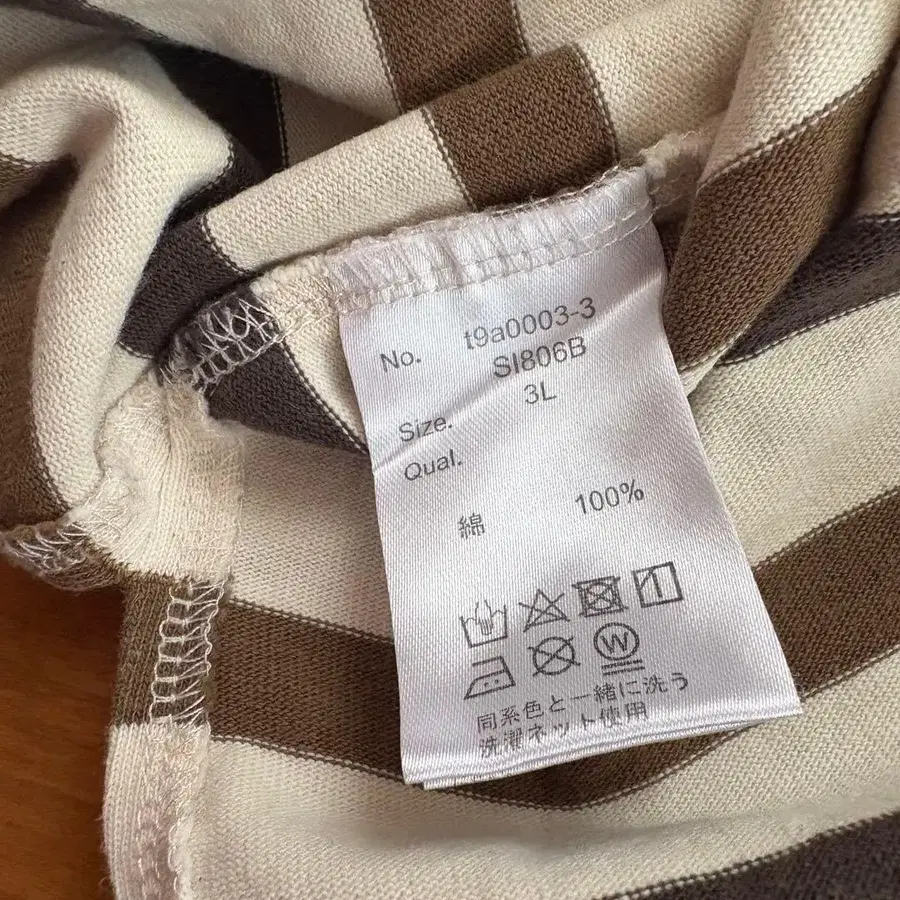 No. t9a0003-3
SI806B
Size. 3L
Qual.
綿 100%
W
同系色と一緒に洗う
洗濯ネット使用